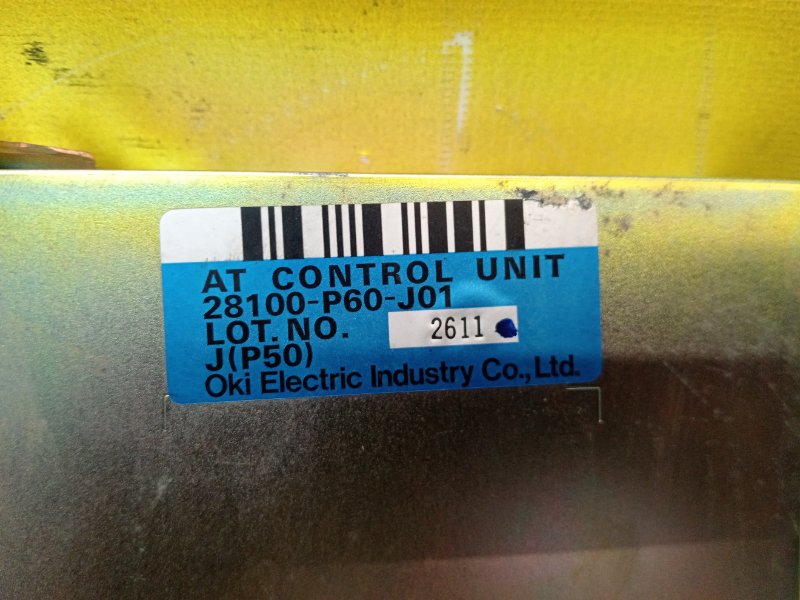 AT CONTROL UNIT
28100-P60-J01
LOT. NO. 2611
J(P50)
Oki Electric Industry Co., Ltd.